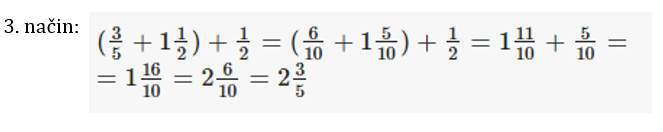 3. način: (3/5 + 1 1/2) + 1/2 = (6/10 + 1 5/10) + 1/2 = 1 11/10 + 5/10 =
= 1 16/10 = 2 6/10 = 2 3/5